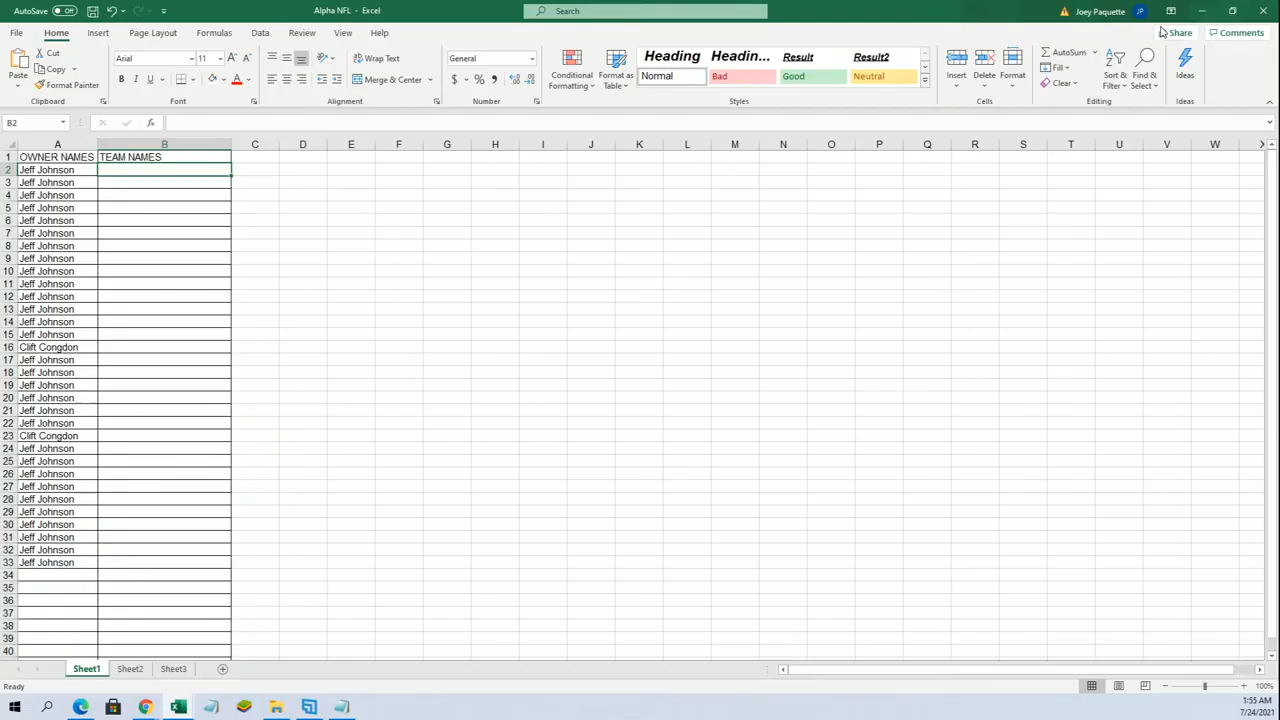 AutoSave Off Alpha NFL - Excel Search Joey Paquette JP
File Home Insert Page Layout Formulas Data Review View Help Share Comments
Paste Cut Arial 11 A A Wrap Text General Heading Headin... Result Result2 Insert Delete Format AutoSum Sort & Filter Find & Select Ideas
Copy Conditional Formatting Format as Table Fill
Format Painter B I U A Merge & Center $ % Normal Bad Good Neutral Clear
Clipboard Font Alignment Number Styles Cells Editing Ideas
B2 fx
A B C D E F G H I J K L M N O P Q R S T U V W X
1 OWNER NAMES TEAM NAMES
2 Jeff Johnson
3 Jeff Johnson
4 Jeff Johnson
5 Jeff Johnson
6 Jeff Johnson
7 Jeff Johnson
8 Jeff Johnson
9 Jeff Johnson
10 Jeff Johnson
11 Jeff Johnson
12 Jeff Johnson
13 Jeff Johnson
14 Jeff Johnson
15 Jeff Johnson
16 Clift Congdon
17 Jeff Johnson
18 Jeff Johnson
19 Jeff Johnson
20 Jeff Johnson
21 Jeff Johnson
22 Jeff Johnson
23 Clift Congdon
24 Jeff Johnson
25 Jeff Johnson
26 Jeff Johnson
27 Jeff Johnson
28 Jeff Johnson
29 Jeff Johnson
30 Jeff Johnson
31 Jeff Johnson
32 Jeff Johnson
33 Jeff Johnson
34
35
36
37
38
39
40
Sheet1 Sheet2 Sheet3
Ready 100%
1:55 AM
7/24/2021